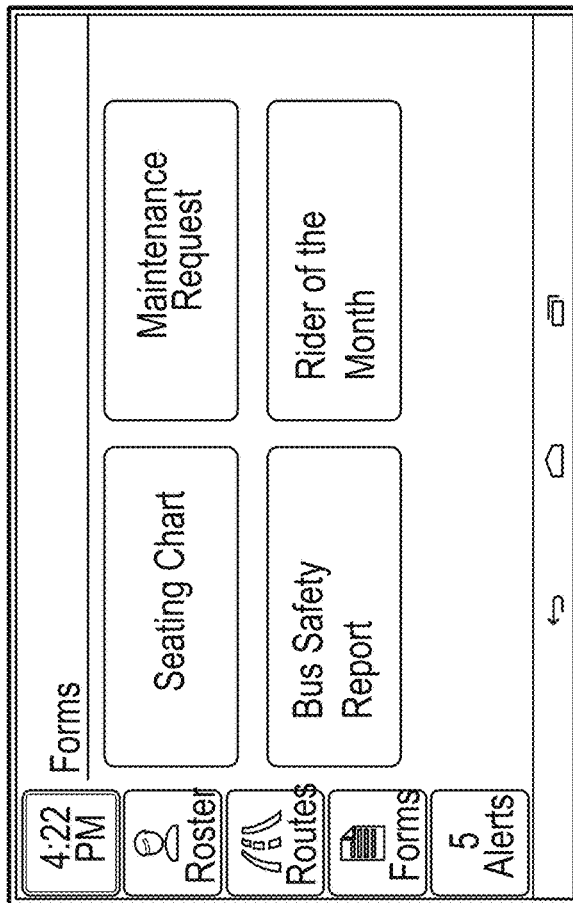 4:22
PM
Roster
Routes
Forms
5
Alerts
Forms
Seating Chart
Maintenance
Request
Bus Safety
Report
Rider of the
Month